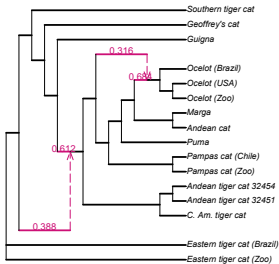 Southern tiger cat
Geoffrey's cat
Guigna
0.316
Ocelot (Brazil)
0.684
Ocelot (USA)
Ocelot (Zoo)
Marga
Andean cat
Puma
0.612
Pampas cat (Chile)
Pampas cat (Zoo)
Andean tiger cat 32454
Andean tiger cat 32451
C. Am. tiger cat
0.388
Eastern tiger cat (Brazil)
Eastern tiger cat (Zoo)